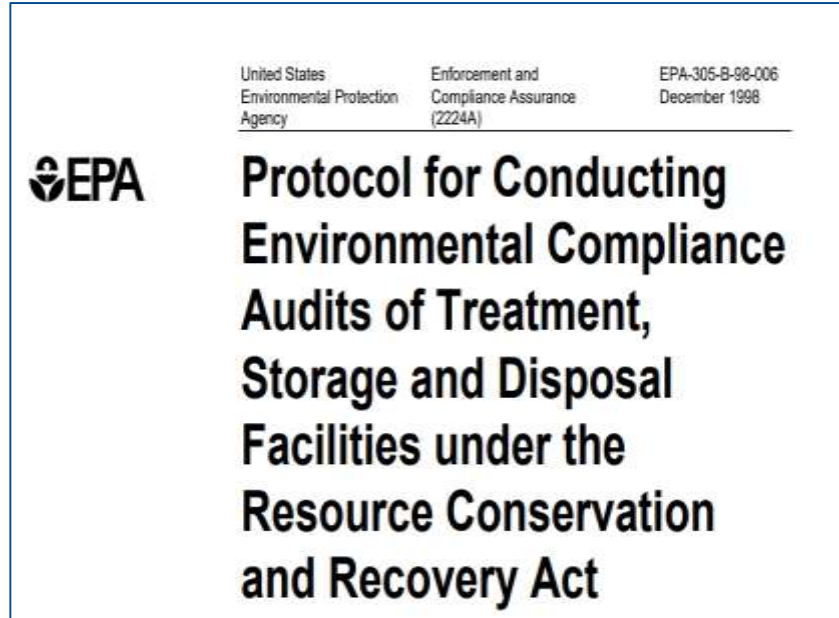 United States
Environmental Protection
Agency
Enforcement and
Compliance Assurance
(2224A)
EPA-305-B-98-006
December 1998
EPA
Protocol for Conducting
Environmental Compliance
Audits of Treatment,
Storage and Disposal
Facilities under the
Resource Conservation
and Recovery Act